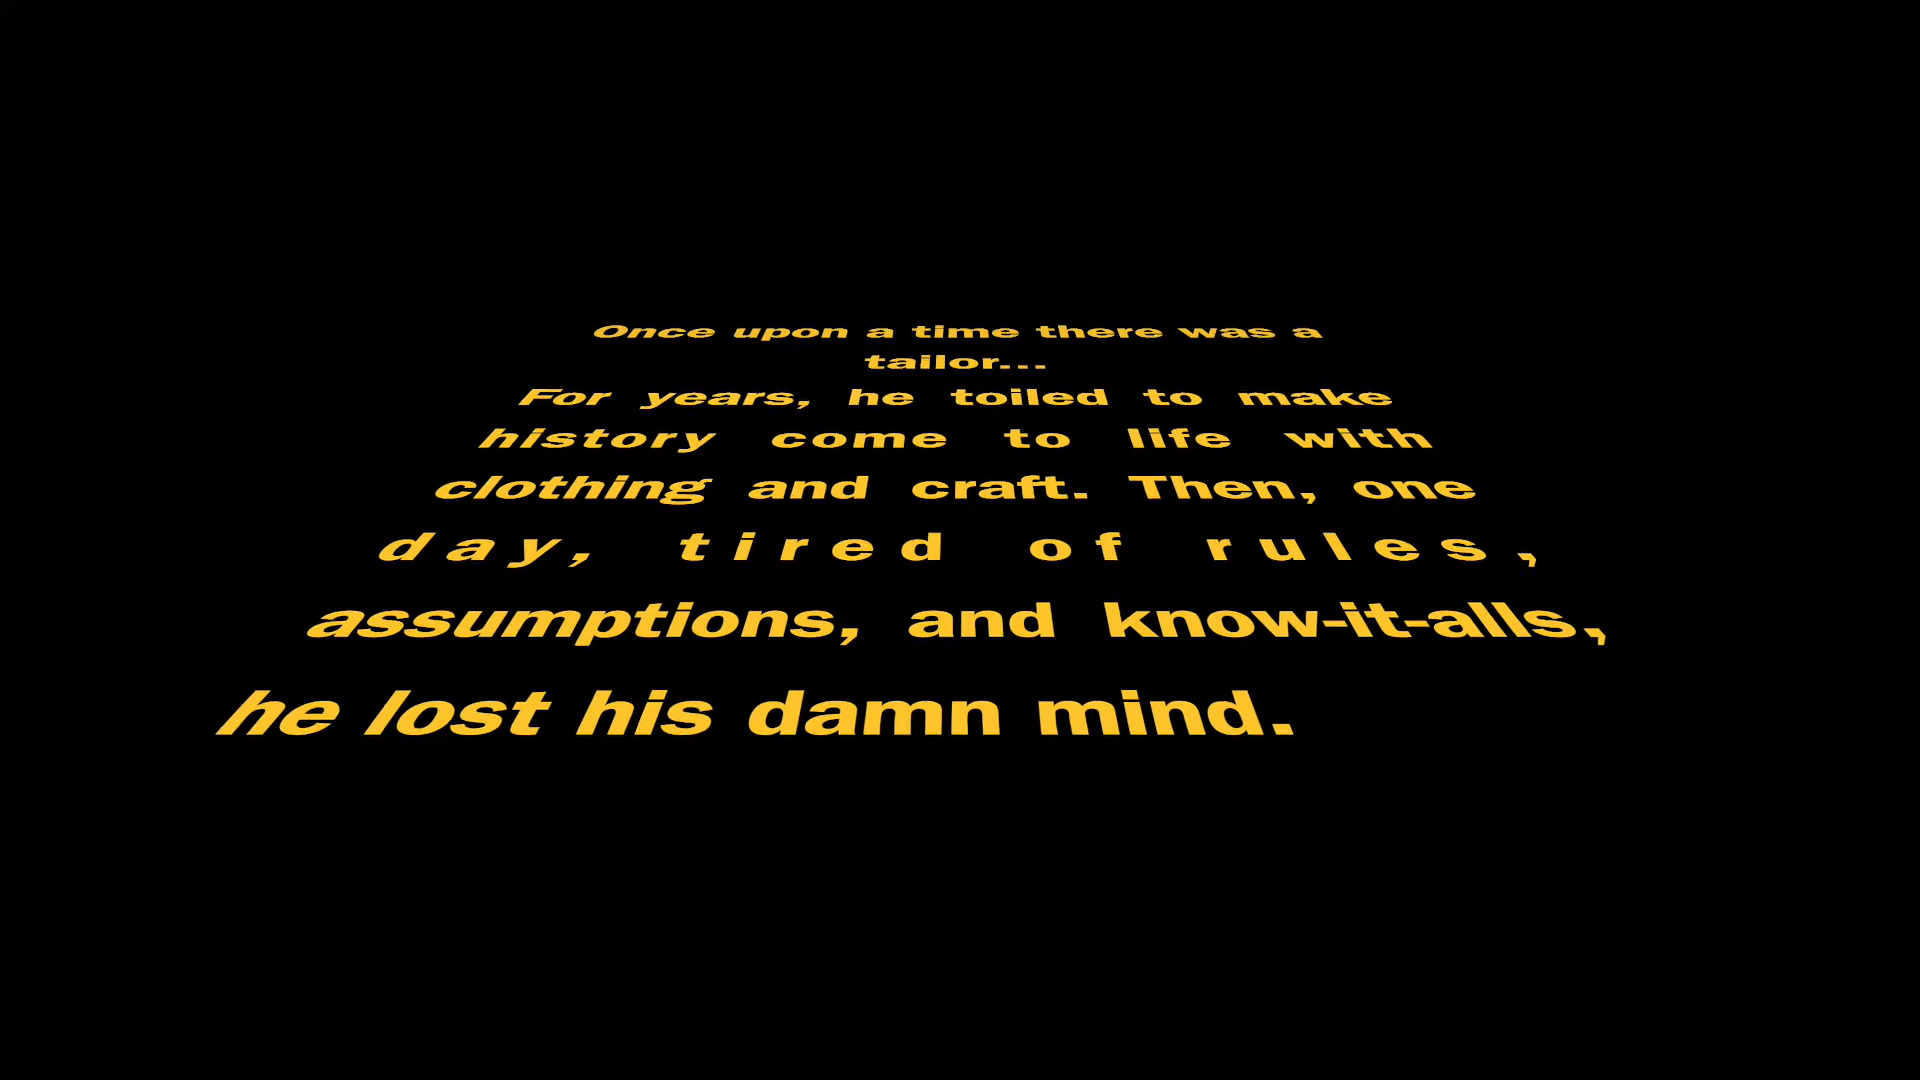 Once upon a time there was a
tailor...
For years, he toiled to make
history come to life with
clothing and craft. Then, one
day, tired of rules,
assumptions, and know-it-alls,
he lost his damn mind.